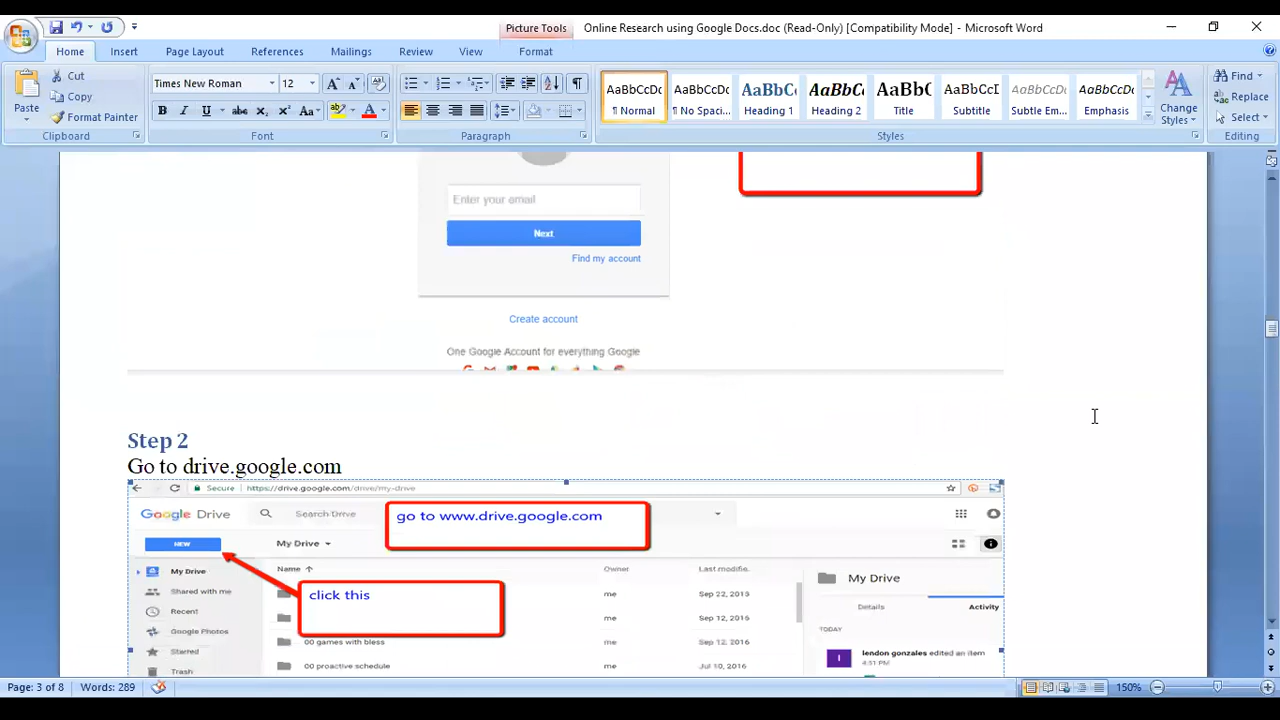 Picture Tools
Online Research using Google Docs.doc (Read-Only) [Compatibility Mode] - Microsoft Word
Home Insert Page Layout References Mailings Review View Format
Paste
Cut
Copy
Format Painter
Clipboard
Times New Roman 12
Font
Paragraph
AaBbCcDc AaBbCcDc AaBbC AaBbCc AaBbC AaBbCcI AaBbCcDc AaBbCcDc
¶ Normal ¶ No Spaci... Heading 1 Heading 2 Title Subtitle Subtle Em... Emphasis
Change
Styles
Styles
Find
Replace
Select
Editing
Enter your email
Next
Find my account
Create account
One Google Account for everything Google
Step 2
Go to drive.google.com
Secure https://drive.google.com/drive/my-drive
Google Drive Search Drive
go to www.drive.google.com
NEW My Drive
click this
My Drive
Shared with me
Recent
Google Photos
Starred
Trash
Name Owner Last modifie..
me Sep 22, 2013
me Sep 12, 2016
00 games with bless me Sep 12, 2016
00 proactive schedule me Jul 10, 2016
My Drive
Details Activity
TODAY
lendon gonzales edited an item
4:31 PM
Page: 3 of 8 Words: 289 150%